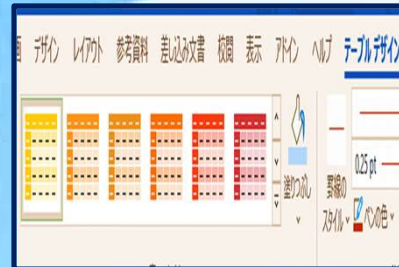 画 デザイン レイアウト 参考資料 差し込み文書 校閲 表示 アドイン ヘルプ テーブル デザイン
塗りつぶし
罫線の
スタイル
0.25 pt
ペンの色